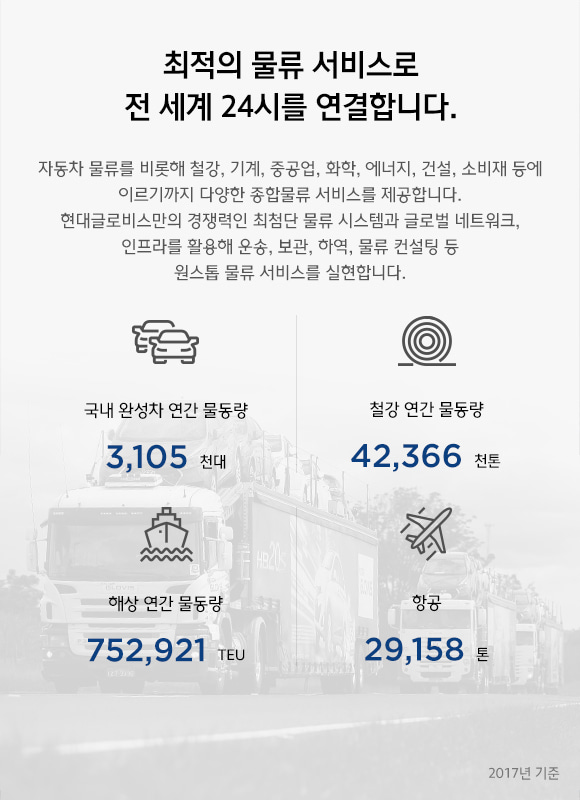 최적의 물류 서비스로
전 세계 24시를 연결합니다.
자동차 물류를 비롯해 철강, 기계, 중공업, 화학, 에너지, 건설, 소비재 등에
이르기까지 다양한 종합물류 서비스를 제공합니다.
현대글로비스만의 경쟁력인 최첨단 물류 시스템과 글로벌 네트워크,
인프라를 활용해 운송, 보관, 하역, 물류 컨설팅 등
원스톱 물류 서비스를 실현합니다.
국내 완성차 연간 물동량
3,105 천대
철강 연간 물동량
42,366 천톤
해상 연간 물동량
752,921 TEU
항공
29,158 톤
2017년 기준